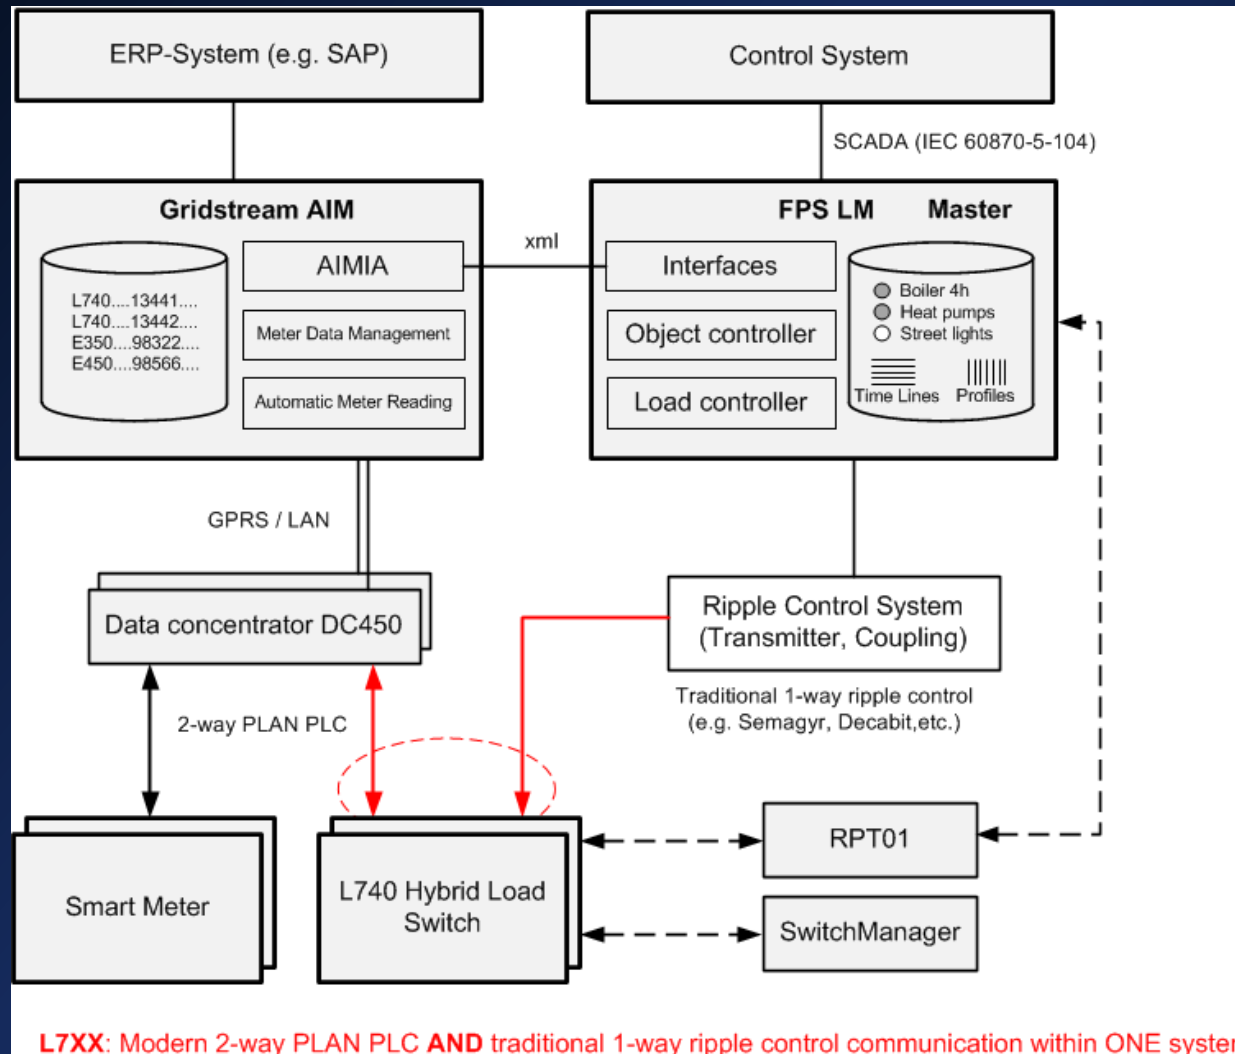 ERP-System (e.g. SAP)
Control System
SCADA (IEC 60870-5-104)
Gridstream AIM
FPS LM Master
xml
AIMIA
Interfaces
L740....13441....
L740....13442....
E350....98322....
E450....98566....
Meter Data Management
Object controller
Automatic Meter Reading
Load controller
Boiler 4h
Heat pumps
Street lights
Time Lines Profiles
GPRS / LAN
Data concentrator DC450
Ripple Control System
(Transmitter, Coupling)
Traditional 1-way ripple control
(e.g. Semagyr, Decabit,etc.)
2-way PLAN PLC
Smart Meter
L740 Hybrid Load
Switch
RPT01
SwitchManager
L7XX: Modern 2-way PLAN PLC AND traditional 1-way ripple control communication within ONE system